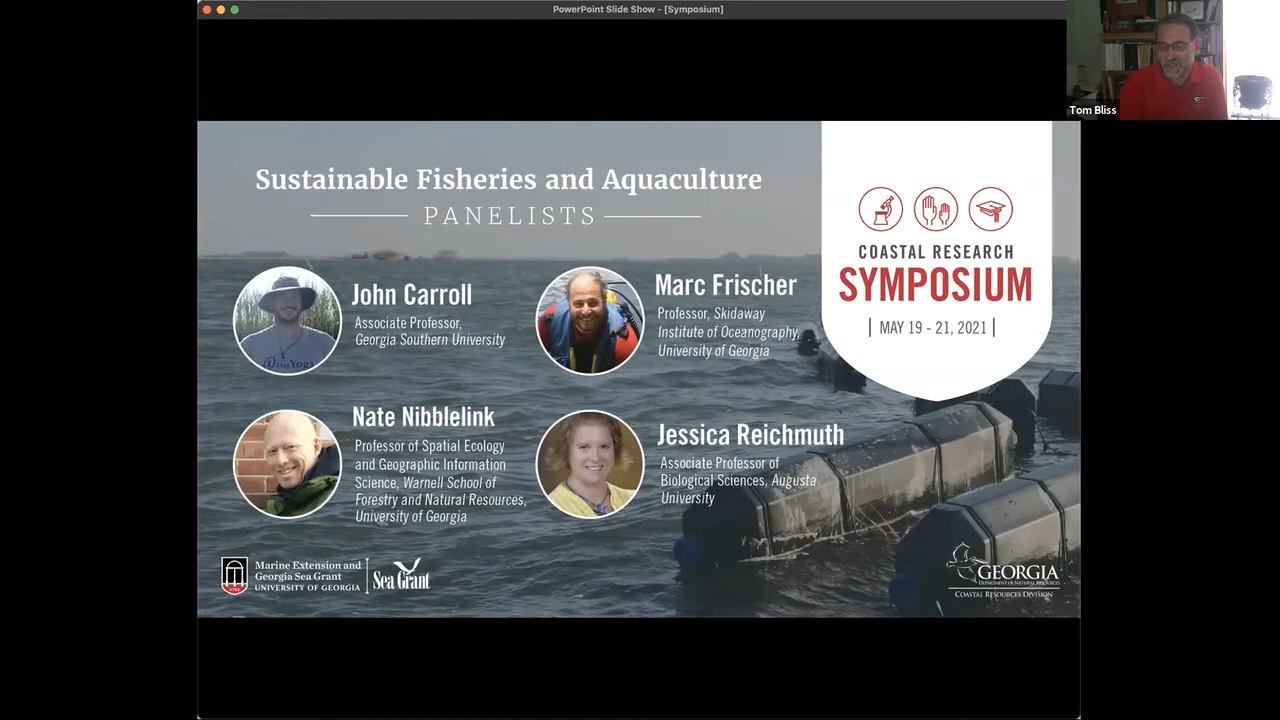 PowerPoint Slide Show - [Symposium]
Tom Bliss
Sustainable Fisheries and Aquaculture
PANELISTS
John Carroll
Associate Professor,
Georgia Southern University
Marc Frischer
Professor, Skidaway
Institute of Oceanography,
University of Georgia
Nate Nibblelink
Professor of Spatial Ecology
and Geographic Information
Science, Warnell School of
Forestry and Natural Resources,
University of Georgia
Jessica Reichmuth
Associate Professor of
Biological Sciences, Augusta
University
COASTAL RESEARCH
SYMPOSIUM
| MAY 19 - 21, 2021 |
Marine Extension and
Georgia Sea Grant
UNIVERSITY OF GEORGIA
Sea Grant
GEORGIA
DEPARTMENT OF NATURAL RESOURCES
COASTAL RESOURCES DIVISION